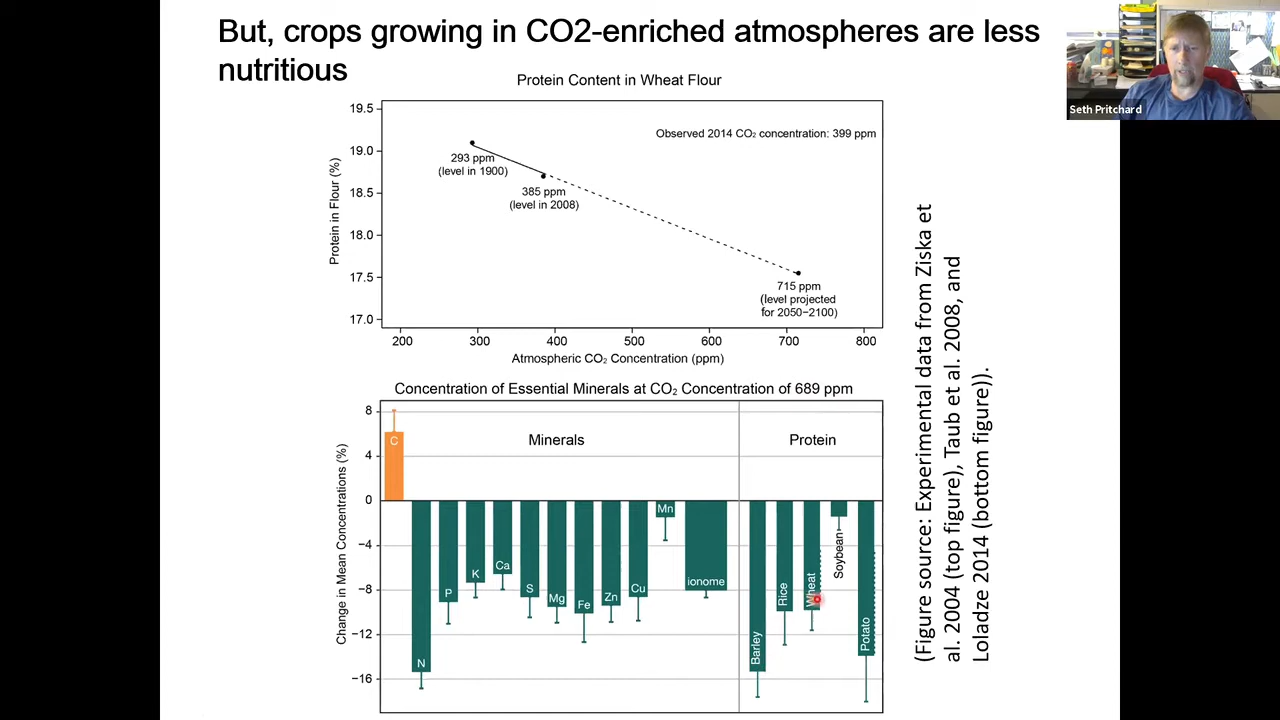 But, crops growing in CO2-enriched atmospheres are less
nutritious
Seth Pritchard
Protein Content in Wheat Flour
Observed 2014 CO₂ concentration: 399 ppm
Protein in Flour (%)
19.5
19.0
18.5
18.0
17.5
17.0
293 ppm
(level in 1900)
385 ppm
(level in 2008)
715 ppm
(level projected
for 2050−2100)
200 300 400 500 600 700 800
Atmospheric CO₂ Concentration (ppm)
Concentration of Essential Minerals at CO₂ Concentration of 689 ppm
Change in Mean Concentrations (%)
8
4
0
−4
−8
−12
−16
Minerals
Protein
C
N
P
K
Ca
S
Mg
Fe
Zn
Cu
Mn
ionome
Barley
Rice
Wheat
Soybean
Potato
(Figure source: Experimental data from Ziska et
al. 2004 (top figure), Taub et al. 2008, and
Loladze 2014 (bottom figure)).